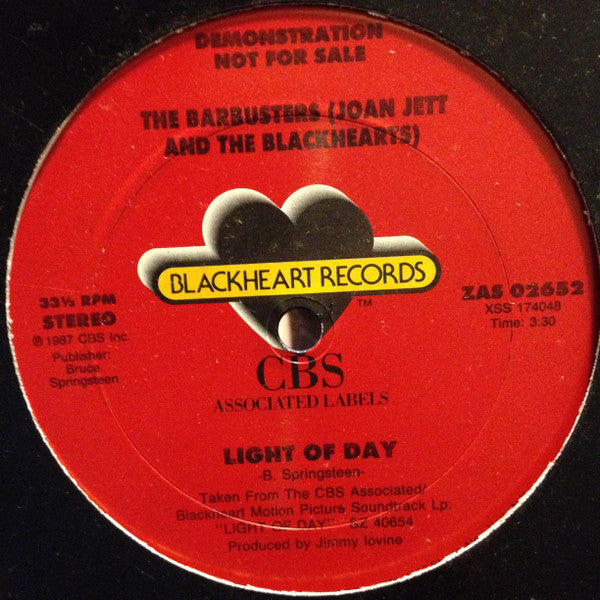 DEMONSTRATION
NOT FOR SALE
THE BARBUSTERS (JOAN JETT
AND THE BLACKHEARTS)
BLACKHEART RECORDS
TM
33⅓ RPM
STEREO
℗ 1987 CBS Inc.
Publisher:
Bruce
Springsteen
ZAS 02652
XSS 174048
Time: 3:30
CBS
ASSOCIATED LABELS
LIGHT OF DAY
-B. Springsteen-
Taken From The CBS Associated/
Blackheart Motion Picture Soundtrack Lp:
"LIGHT OF DAY" SZ 40654
Produced by Jimmy Iovine